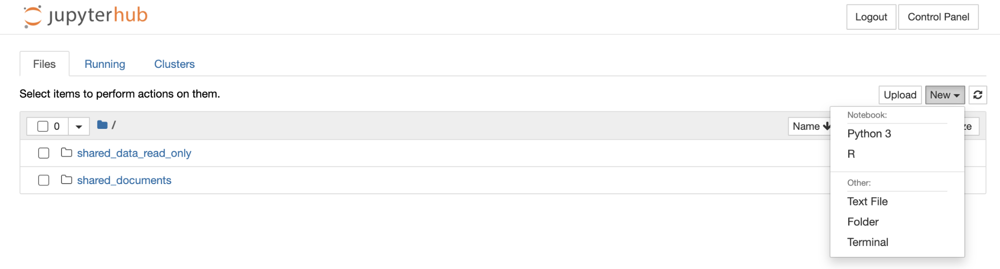 jupyterhub
Logout
Control Panel
Files
Running
Clusters
Select items to perform actions on them.
Upload
New
0
/
Name
Notebook:
Python 3
R
shared_data_read_only
shared_documents
Other:
Text File
Folder
Terminal